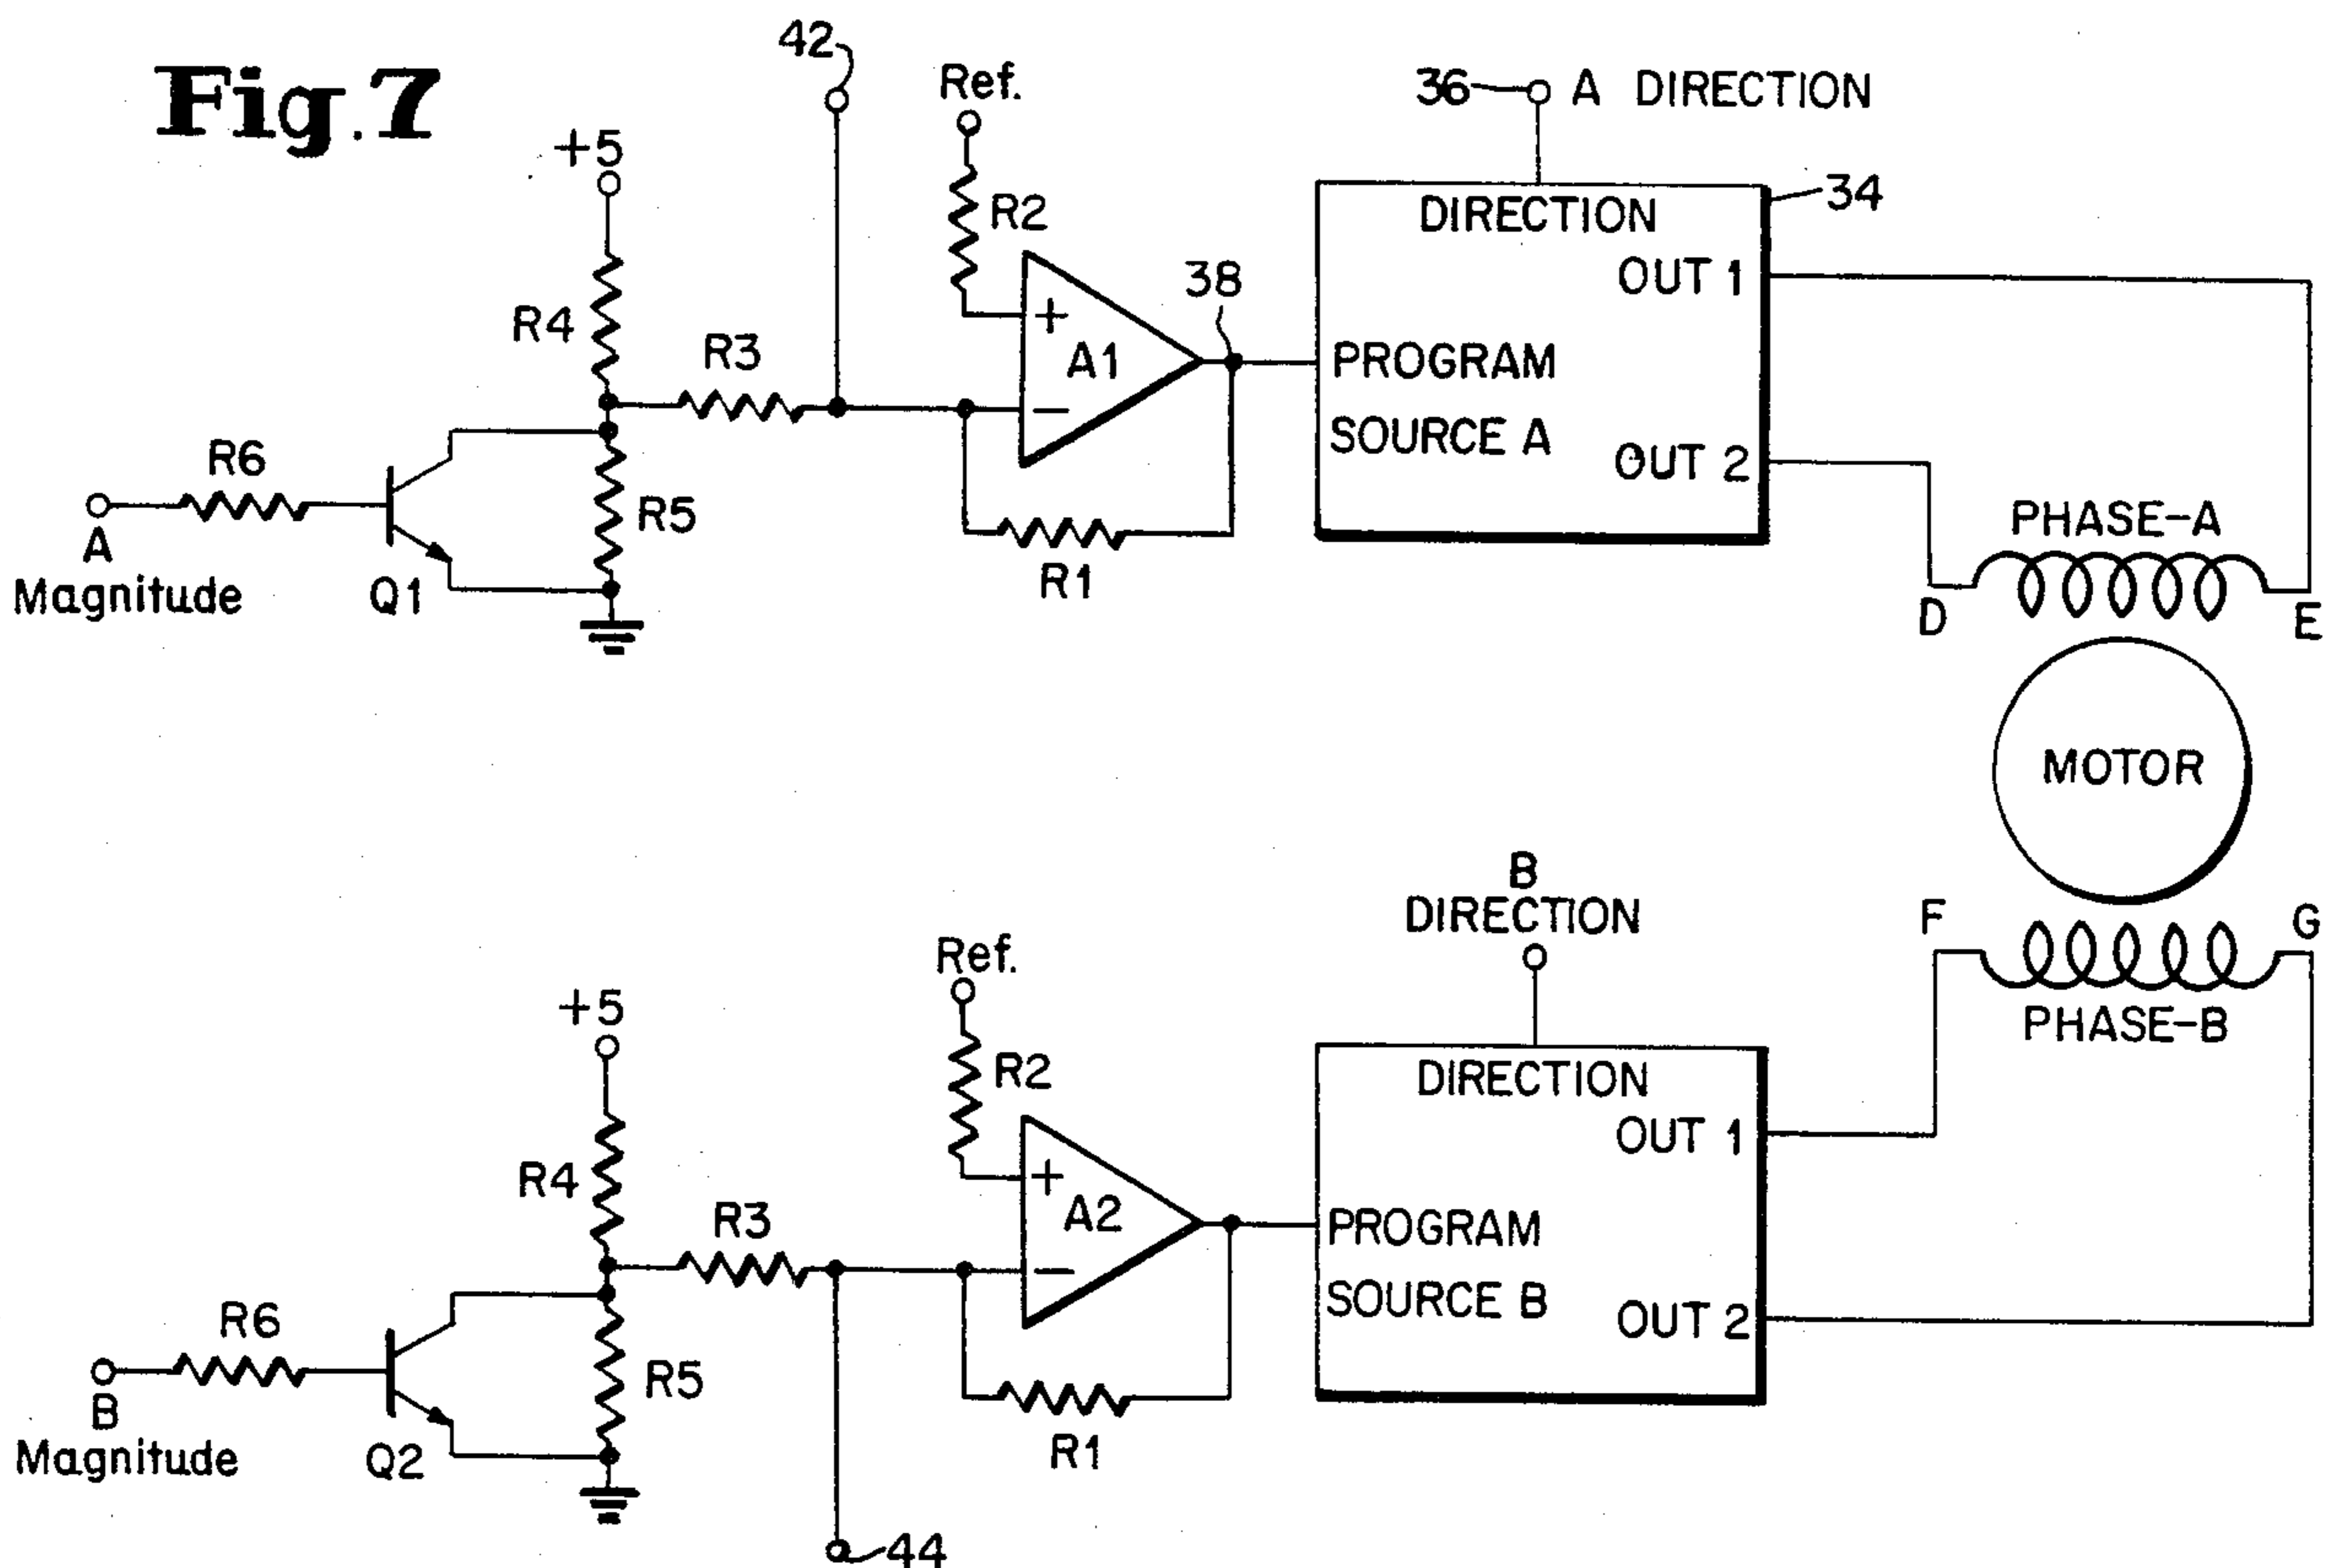 Fig.7
42
Ref.
36
A DIRECTION
+5
R2
34
DIRECTION
OUT 1
38
R4
R3
+
A1
PROGRAM
SOURCE A
−
OUT 2
R6
R5
A
Magnitude
Q1
R1
PHASE-A
D
E
MOTOR
B
DIRECTION
F
G
PHASE-B
Ref.
+5
R2
DIRECTION
OUT 1
R4
R3
+
A2
PROGRAM
SOURCE B
−
OUT 2
R6
R5
B
Magnitude
Q2
R1
44